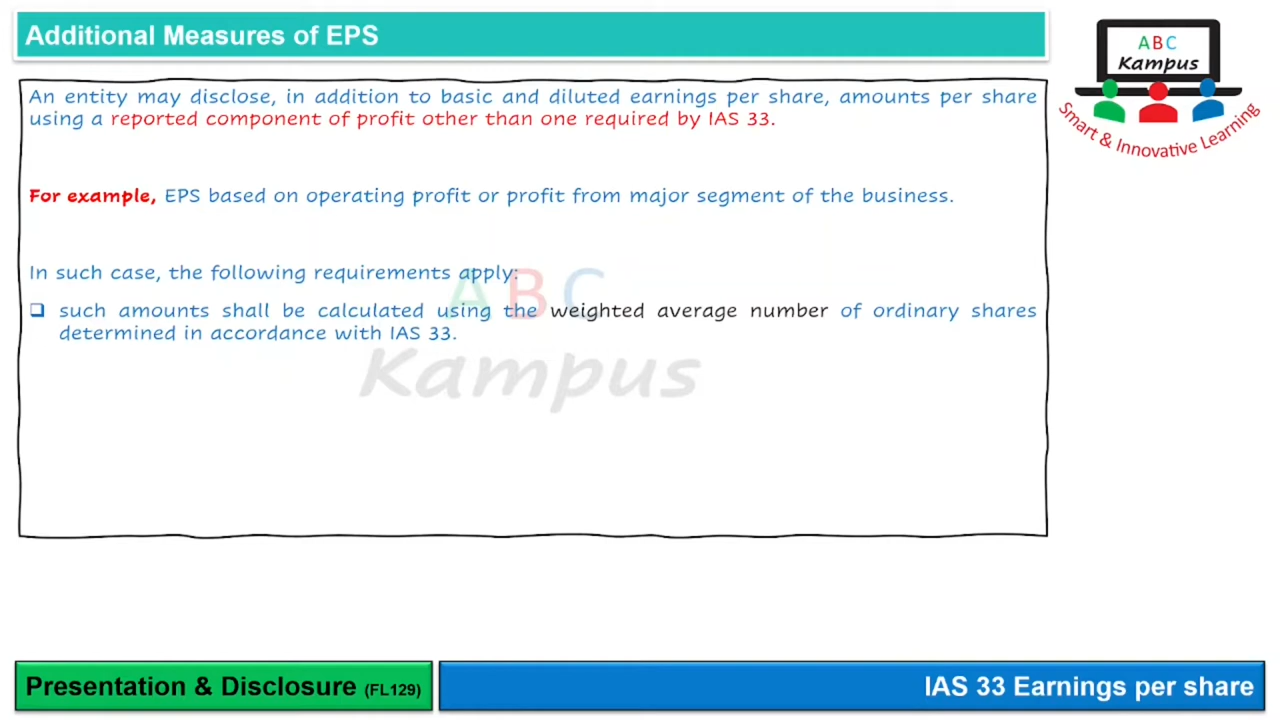 Additional Measures of EPS
ABC
Kampus
Smart & Innovative Learning
An entity may disclose, in addition to basic and diluted earnings per share, amounts per share
using a reported component of profit other than one required by IAS 33.
For example, EPS based on operating profit or profit from major segment of the business.
In such case, the following requirements apply:
such amounts shall be calculated using the weighted average number of ordinary shares
determined in accordance with IAS 33.
ABC
Kampus
Presentation & Disclosure (FL129)
IAS 33 Earnings per share